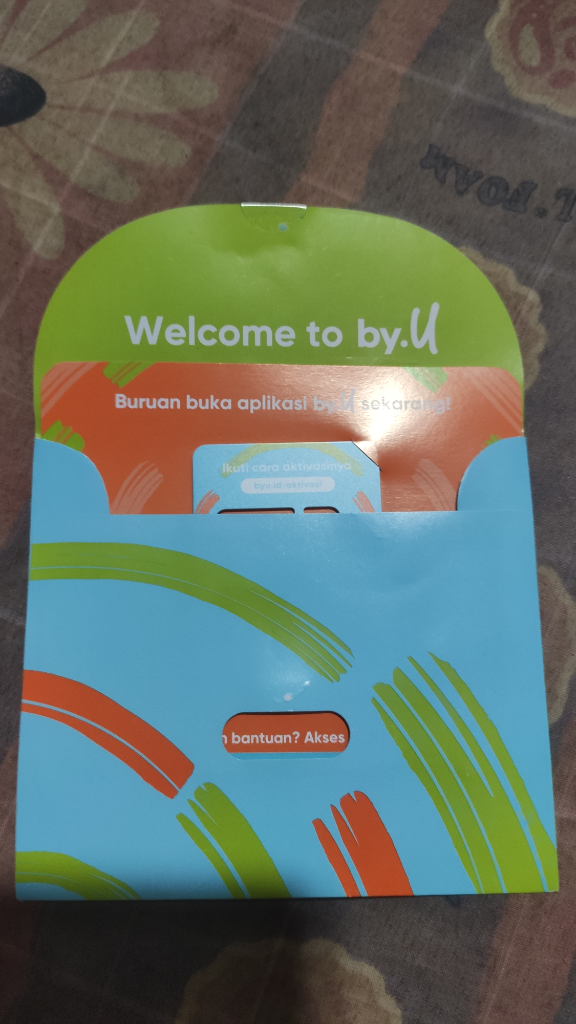 Welcome to by.U
Buruan buka aplikasi by.U sekarang!
Ikuti cara aktivasinya
byu.id/aktivasi
bantuan? Akses